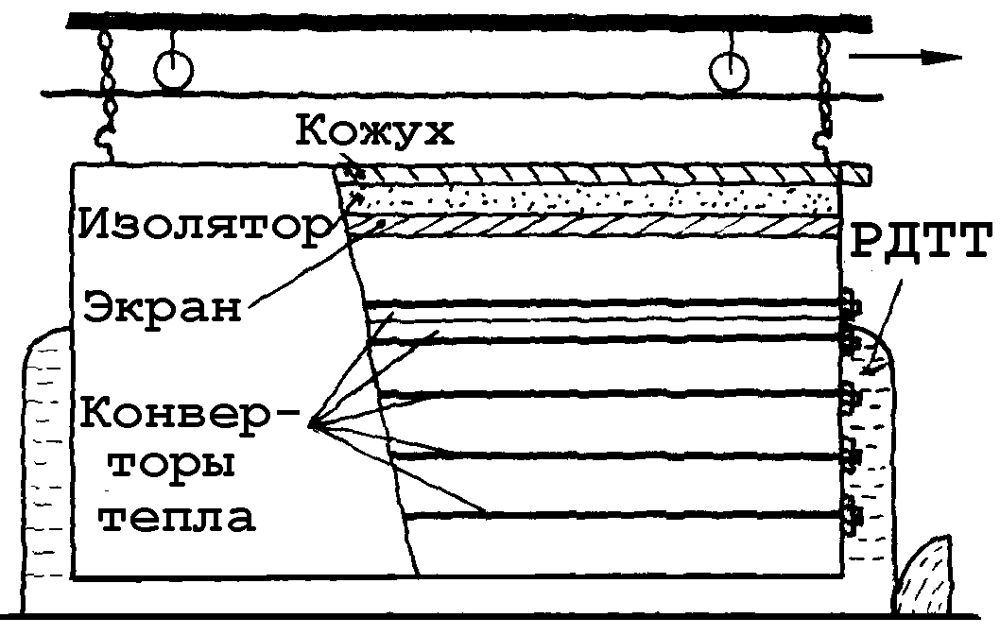 Кожух
Изолятор
РДТТ
Экран
Конвер-
торы
тепла